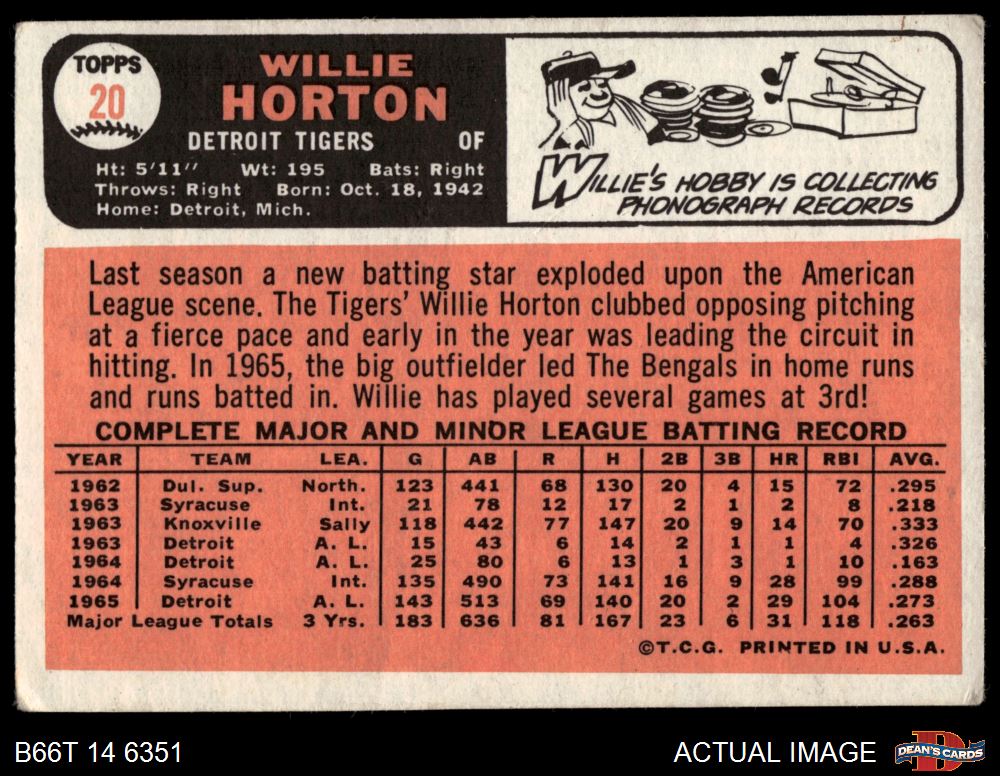 TOPPS
20
WILLIE
HORTON
DETROIT TIGERS OF
Ht: 5'11" Wt: 195 Bats: Right
Throws: Right Born: Oct. 18, 1942
Home: Detroit, Mich.
WILLIE'S HOBBY IS COLLECTING
PHONOGRAPH RECORDS
Last season a new batting star exploded upon the American
League scene. The Tigers' Willie Horton clubbed opposing pitching
at a fierce pace and early in the year was leading the circuit in
hitting. In 1965, the big outfielder led The Bengals in home runs
and runs batted in. Willie has played several games at 3rd!
COMPLETE MAJOR AND MINOR LEAGUE BATTING RECORD
YEAR TEAM LEA. G AB R H 2B 3B HR RBI AVG.
1962 Dul. Sup. North. 123 441 68 130 20 4 15 72 .295
1963 Syracuse Int. 21 78 12 17 2 1 2 8 .218
1963 Knoxville Sally 118 442 77 147 20 9 14 70 .333
1963 Detroit A. L. 15 43 6 14 2 1 1 4 .326
1964 Detroit A. L. 25 80 6 13 1 3 1 10 .163
1964 Syracuse Int. 135 490 73 141 16 9 28 99 .288
1965 Detroit A. L. 143 513 69 140 20 2 29 104 .273
Major League Totals 3 Yrs. 183 636 81 167 23 6 31 118 .263
©T.C.G. PRINTED IN U.S.A.
B66T 14 6351 ACTUAL IMAGE
D
DEAN'S CARDS